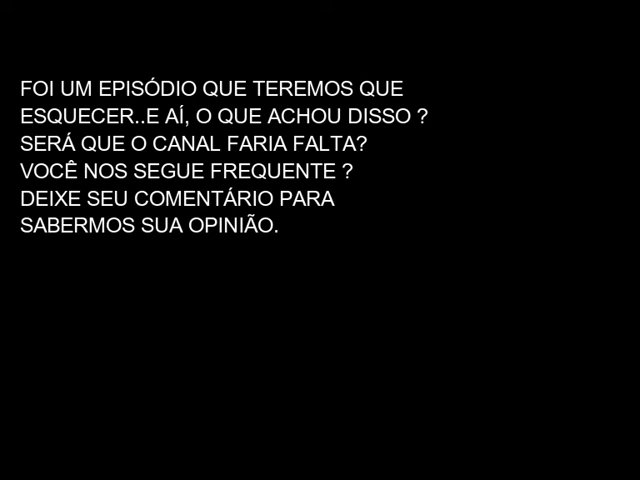 FOI UM EPISÓDIO QUE TEREMOS QUE
ESQUECER..E AÍ, O QUE ACHOU DISSO ?
SERÁ QUE O CANAL FARIA FALTA?
VOCÊ NOS SEGUE FREQUENTE ?
DEIXE SEU COMENTÁRIO PARA
SABERMOS SUA OPINIÃO.